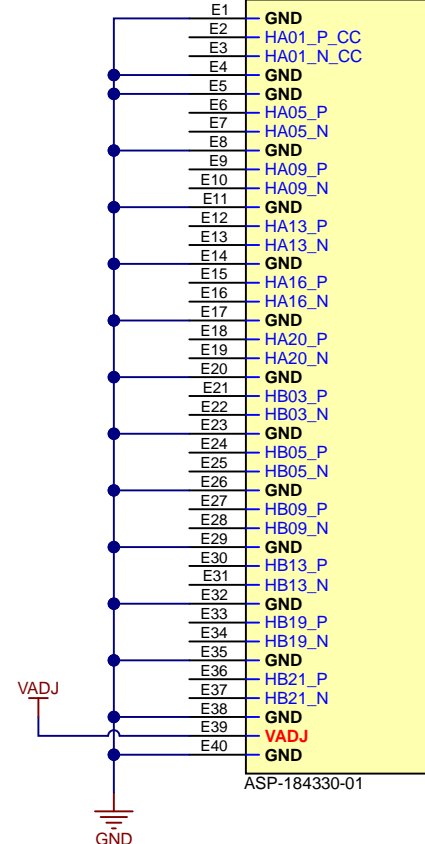 E1 GND
E2 HA01_P_CC
E3 HA01_N_CC
E4 GND
E5 GND
E6 HA05_P
E7 HA05_N
E8 GND
E9 HA09_P
E10 HA09_N
E11 GND
E12 HA13_P
E13 HA13_N
E14 GND
E15 HA16_P
E16 HA16_N
E17 GND
E18 HA20_P
E19 HA20_N
E20 GND
E21 HB03_P
E22 HB03_N
E23 GND
E24 HB05_P
E25 HB05_N
E26 GND
E27 HB09_P
E28 HB09_N
E29 GND
E30 HB13_P
E31 HB13_N
E32 GND
E33 HB19_P
E34 HB19_N
E35 GND
E36 HB21_P
E37 HB21_N
VADJ
E38 GND
E39 VADJ
E40 GND
ASP-184330-01
GND